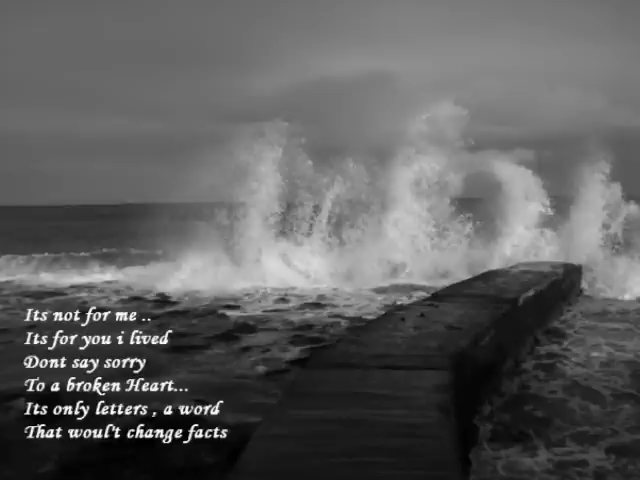 Its not for me ..
Its for you i lived
Dont say sorry
To a broken Heart...
Its only letters , a word
That woul't change facts